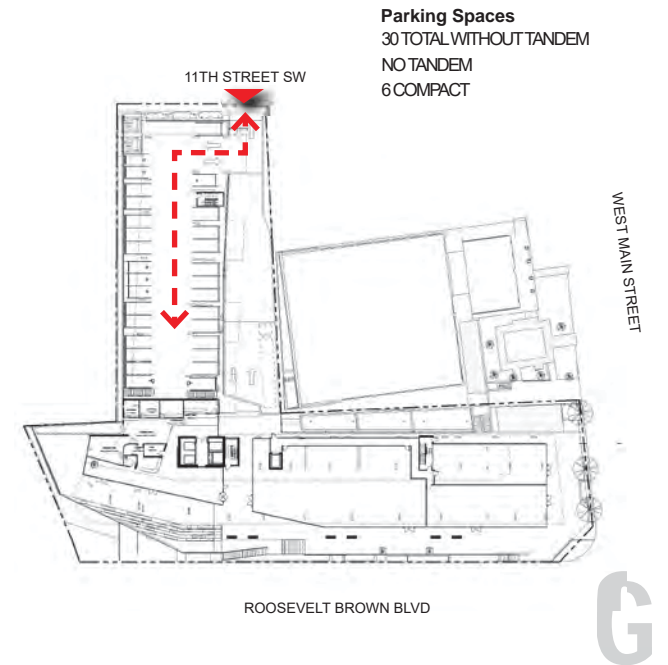 Parking Spaces
30 TOTAL WITHOUT TANDEM
NO TANDEM
6 COMPACT
11TH STREET SW
WEST MAIN STREET
ROOSEVELT BROWN BLVD
G